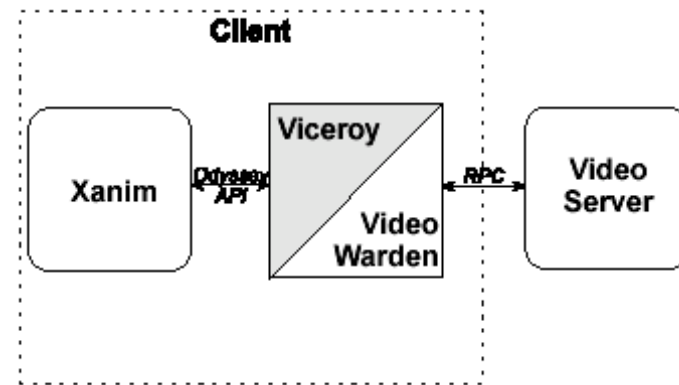 Client
Xanim
Odyssey
API
Viceroy
Video
Warden
RPC
Video
Server